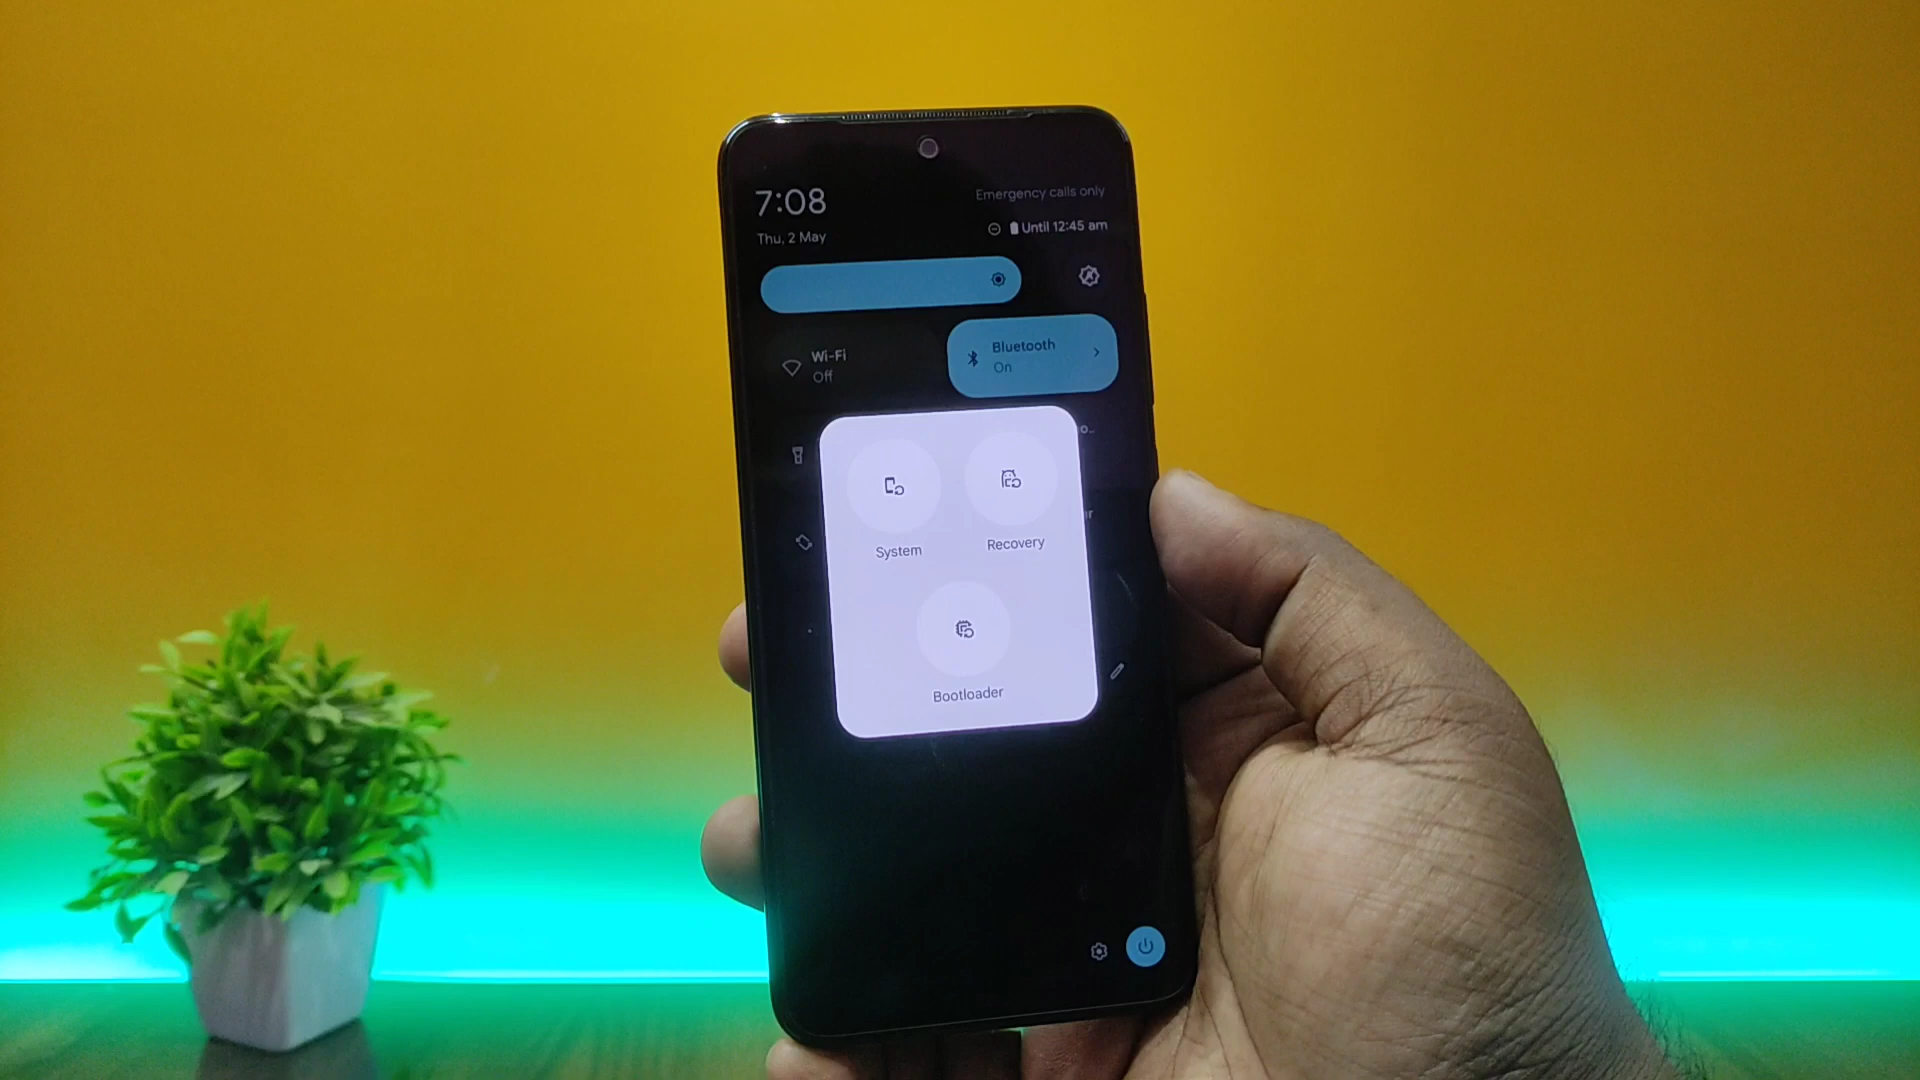 7:08
Emergency calls only
Thu, 2 May
Until 12:45 am
Wi-Fi
Off
Bluetooth
On
System
Recovery
Bootloader